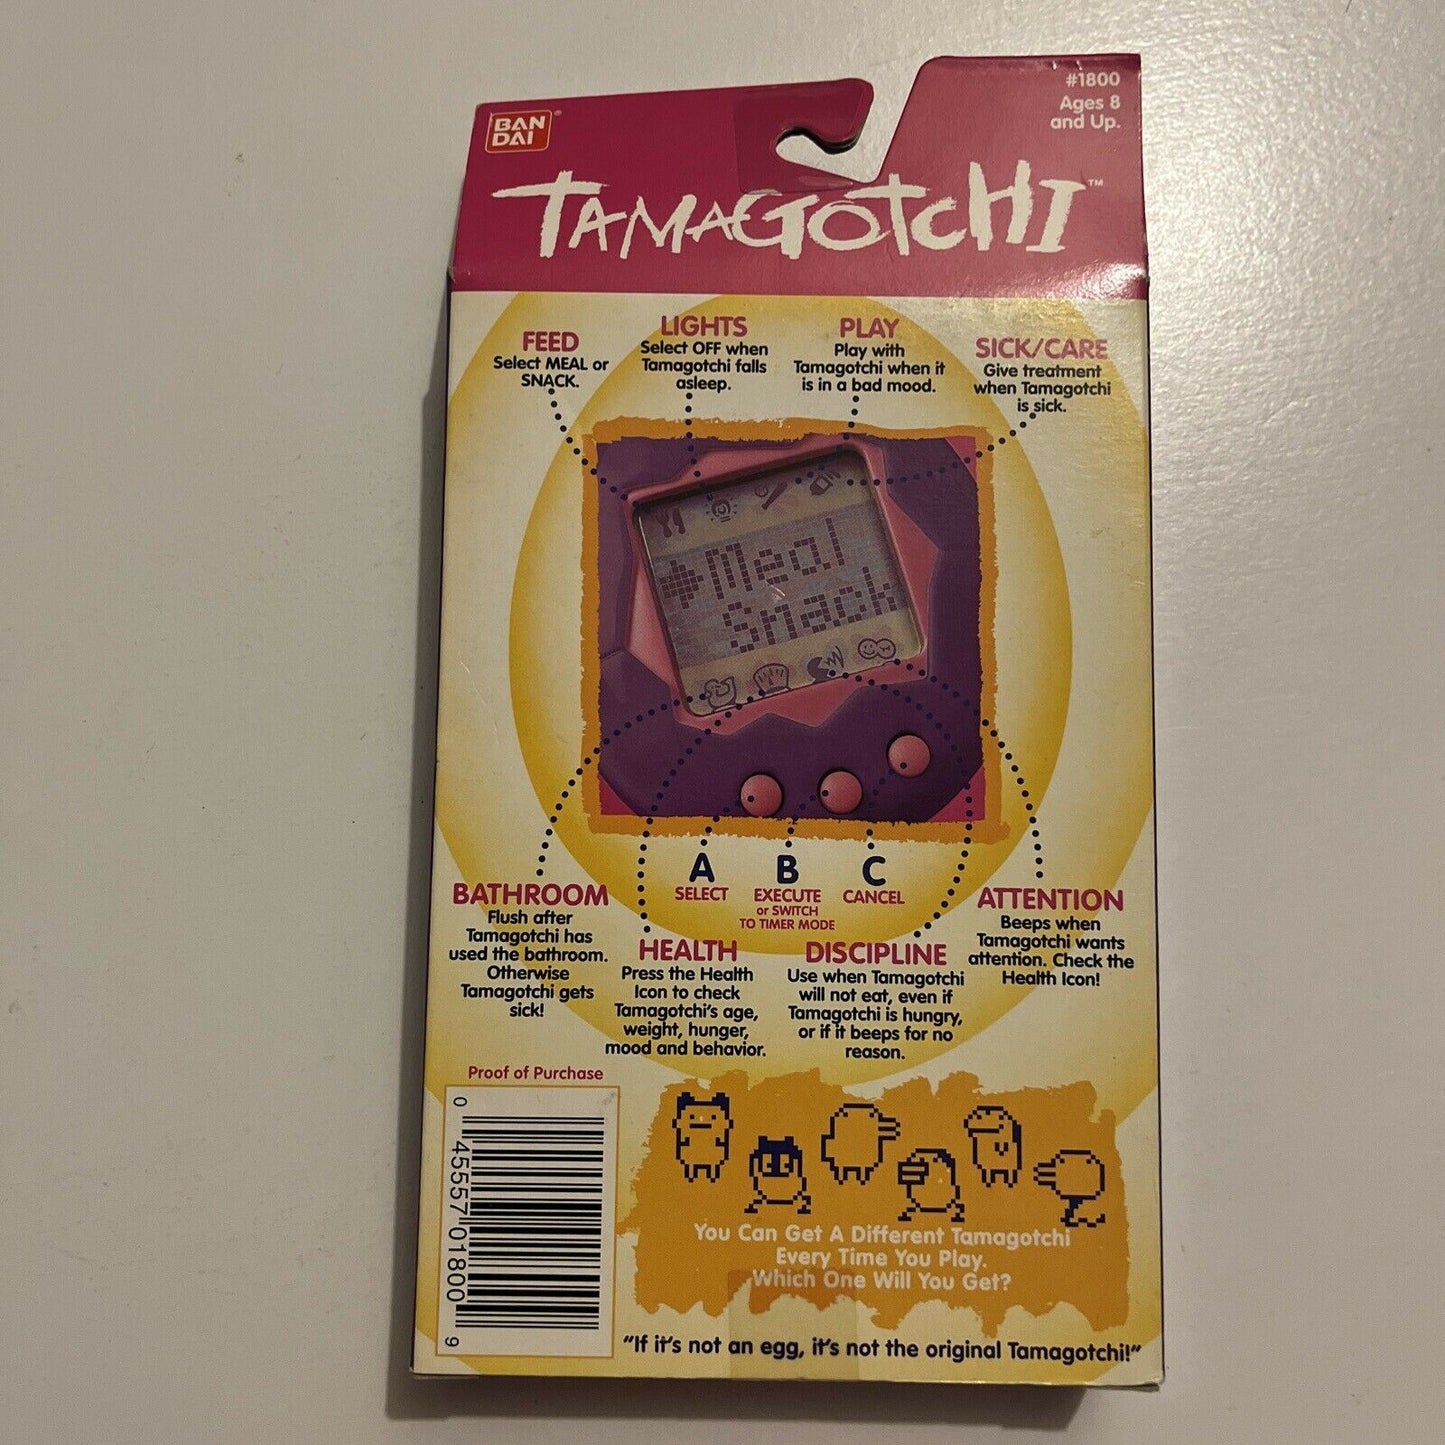 BAN
DAI
®
#1800
Ages 8
and Up.
TAMAGOTCHI™
FEED
Select MEAL or
SNACK.
LIGHTS
Select OFF when
Tamagotchi falls
asleep.
PLAY
Play with
Tamagotchi when it
is in a bad mood.
SICK/CARE
Give treatment
when Tamagotchi
is sick.
Meal
Snack
A
SELECT
B
EXECUTE
or SWITCH
TO TIMER MODE
C
CANCEL
BATHROOM
Flush after
Tamagotchi has
used the bathroom.
Otherwise
Tamagotchi gets
sick!
HEALTH
Press the Health
Icon to check
Tamagotchi's age,
weight, hunger,
mood and behavior.
DISCIPLINE
Use when Tamagotchi
will not eat, even if
Tamagotchi is hungry,
or if it beeps for no
reason.
ATTENTION
Beeps when
Tamagotchi wants
attention. Check the
Health Icon!
Proof of Purchase
0 45557 01800 9
You Can Get A Different Tamagotchi
Every Time You Play.
Which One Will You Get?
"If it's not an egg, it's not the original Tamagotchi!"